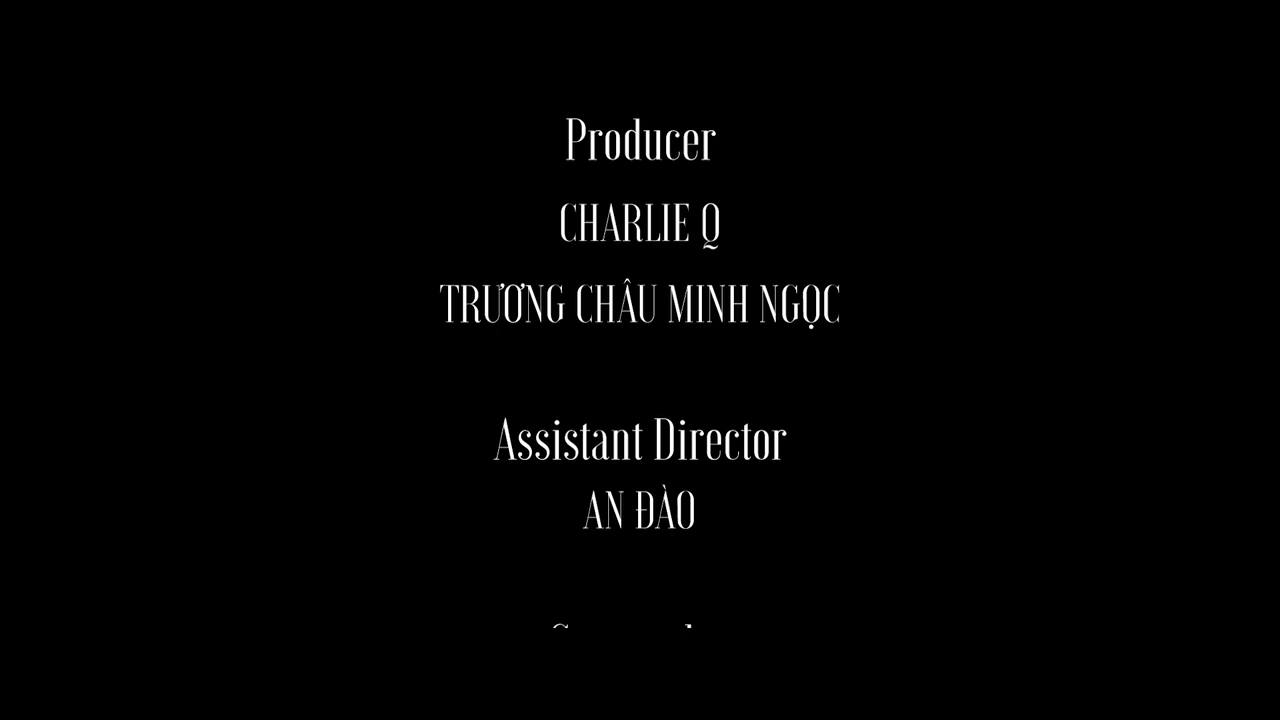 Producer
CHARLIE Q
TRƯƠNG CHÂU MINH NGỌC
Assistant Director
AN ĐÀO